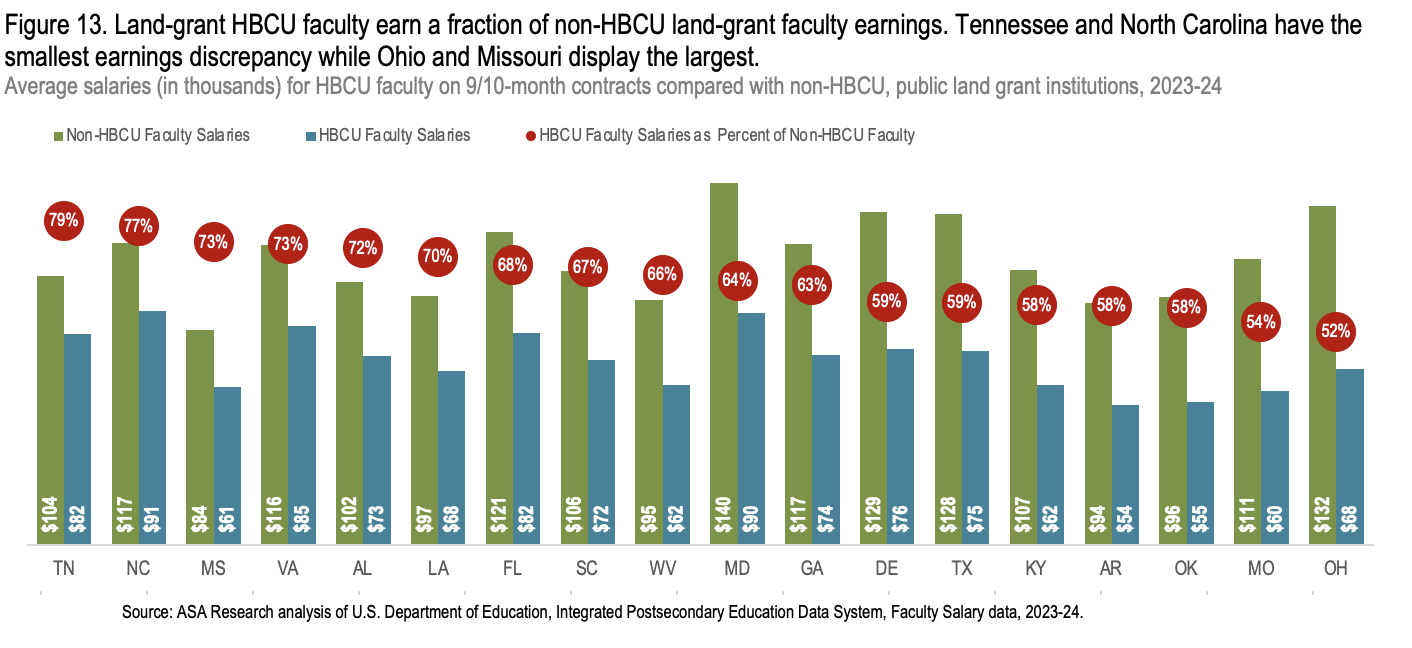 Figure 13. Land-grant HBCU faculty earn a fraction of non-HBCU land-grant faculty earnings. Tennessee and North Carolina have the
smallest earnings discrepancy while Ohio and Missouri display the largest.
Average salaries (in thousands) for HBCU faculty on 9/10-month contracts compared with non-HBCU, public land grant institutions, 2023-24
Non-HBCU Faculty Salaries HBCU Faculty Salaries HBCU Faculty Salaries as Percent of Non-HBCU Faculty
79% 77% 73% 73% 72% 70% 68% 67% 66% 64% 63% 59% 59% 58% 58% 58% 54% 52%
$104 $82 $117 $91 $84 $61 $116 $85 $102 $73 $97 $68 $121 $82 $106 $72 $95 $62 $140 $90 $117 $74 $129 $76 $128 $75 $107 $62 $94 $54 $96 $55 $111 $60 $132 $68
TN NC MS VA AL LA FL SC WV MD GA DE TX KY AR OK MO OH
Source: ASA Research analysis of U.S. Department of Education, Integrated Postsecondary Education Data System, Faculty Salary data, 2023-24.